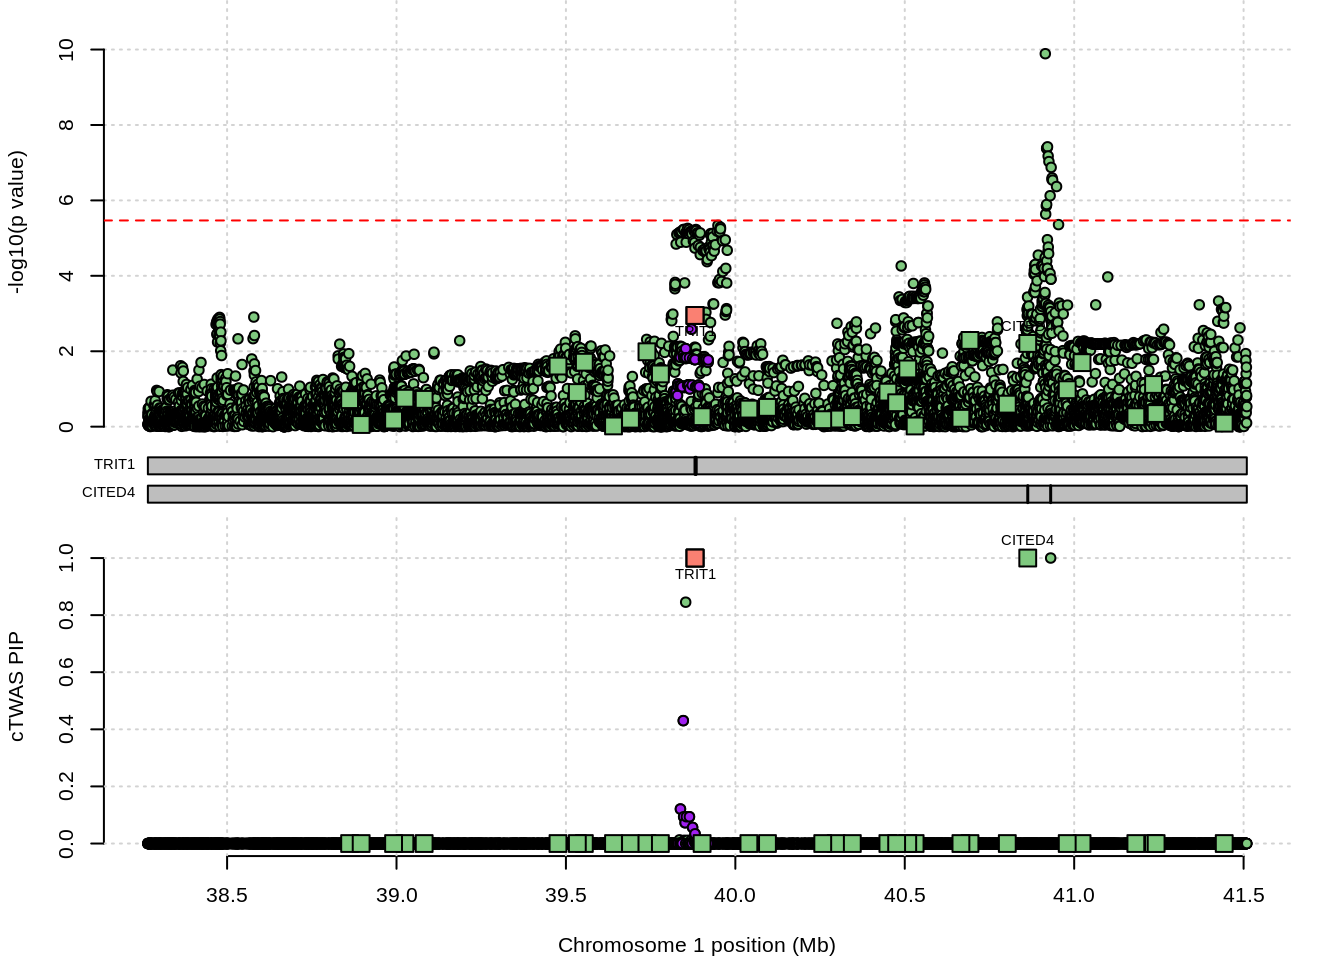 10
8
6
4
2
0
-log10(p value)
TRIT1
CITED4
TRIT1
CITED4
CITED4
TRIT1
1.0
0.8
0.6
0.4
0.2
0.0
cTWAS PIP
38.5 39.0 39.5 40.0 40.5 41.0 41.5
Chromosome 1 position (Mb)